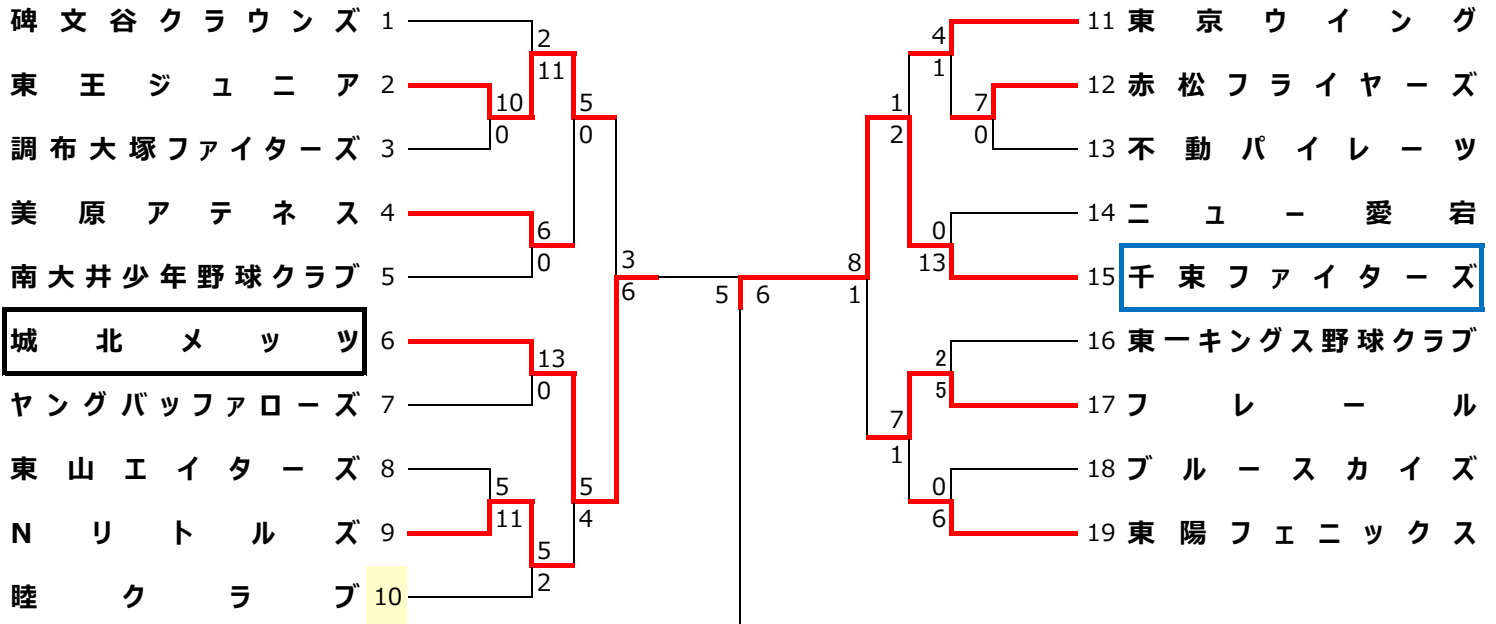 碑文谷クラウンズ 1
東王ジュニア 2
調布大塚ファイターズ 3
美原アテネス 4
南大井少年野球クラブ 5
城北メッツ 6
ヤングバッファローズ 7
東山エイターズ 8
Nリトルズ 9
睦クラブ 10
2
11
10
0
5
0
6
0
3
6
13
0
5
4
5
11
5
2
5 6
4
1
7
0
1
2
0
13
8
1
2
5
7
1
0
6
11 東京ウイング
12 赤松フライヤーズ
13 不動パイレーツ
14 ニュー愛宕
15 千束ファイターズ
16 東一キングス野球クラブ
17 フレール
18 ブルースカイズ
19 東陽フェニックス